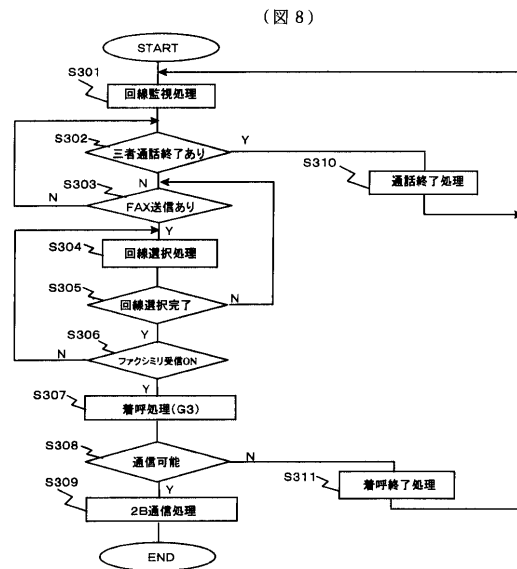 (図8)
START
S301
回線監視処理
S302
三者通話終了あり
Y
S310
通話終了処理
S303
N
N
FAX送信あり
Y
S304
回線選択処理
S305
回線選択完了
N
Y
S306
N
ファクシミリ受信ON
Y
S307
着呼処理(G3)
S308
通信可能
N
S311
着呼終了処理
Y
S309
2B通信処理
END